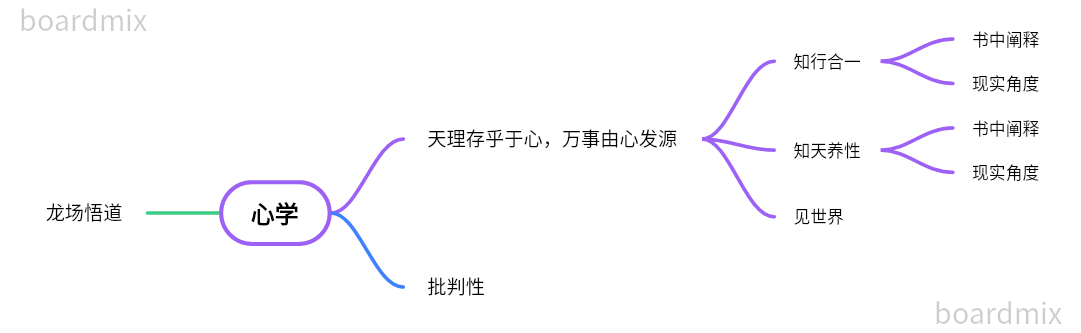 boardmix
龙场悟道
心学
天理存乎于心，万事由心发源
知行合一
书中阐释
现实角度
知天养性
书中阐释
现实角度
见世界
批判性
boardmix